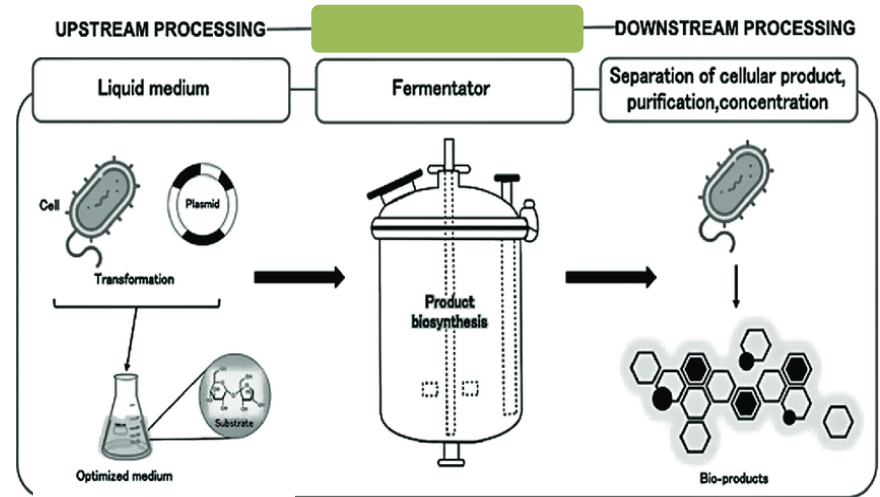 UPSTREAM PROCESSING
DOWNSTREAM PROCESSING
Liquid medium
Fermentator
Separation of cellular product,
purification,concentration
Cell
Plasmid
Transformation
Product
biosynthesis
Substrate
Optimized medium
Bio-products